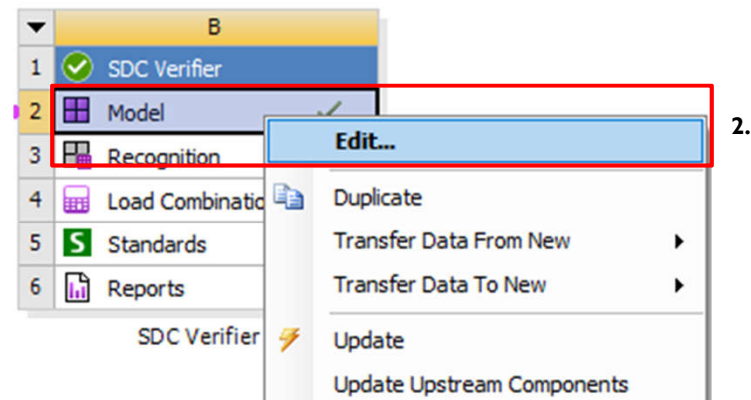 B
1 SDC Verifier
2 Model
Edit...
2.
3 Recognition
4 Load Combinatio
Duplicate
5 S Standards
Transfer Data From New
6 Reports
Transfer Data To New
SDC Verifier
Update
Update Upstream Components